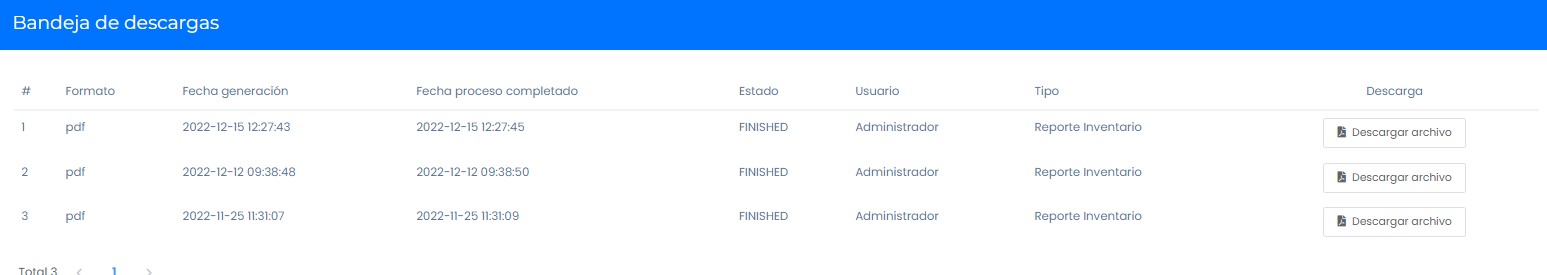 Bandeja de descargas
# Formato Fecha generación Fecha proceso completado Estado Usuario Tipo Descarga
1 pdf 2022-12-15 12:27:43 2022-12-15 12:27:45 FINISHED Administrador Reporte Inventario Descargar archivo
2 pdf 2022-12-12 09:38:48 2022-12-12 09:38:50 FINISHED Administrador Reporte Inventario Descargar archivo
3 pdf 2022-11-25 11:31:07 2022-11-25 11:31:09 FINISHED Administrador Reporte Inventario Descargar archivo
Total 3 < 1 >